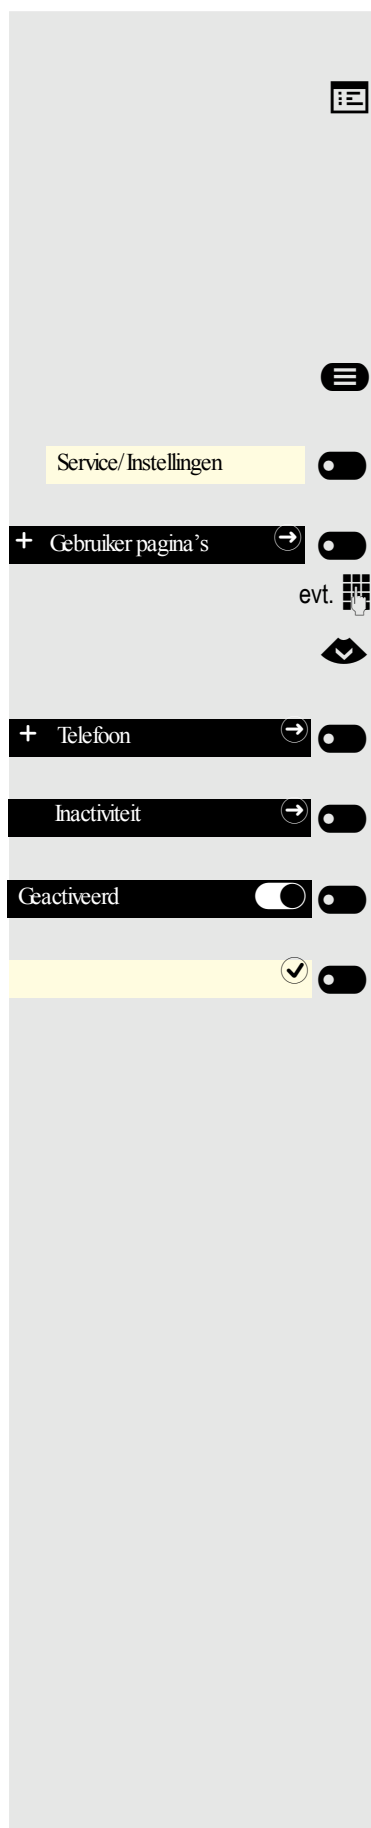 Service/Instellingen
+ Gebruiker pagina’s
evt.
+ Telefoon
Inactiviteit
Geactiveerd